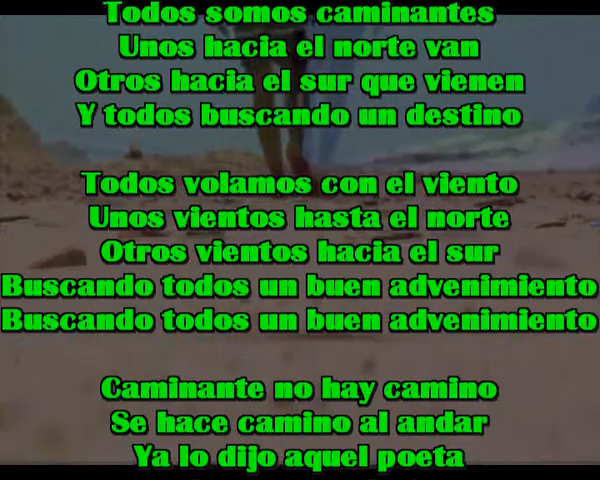 Todos somos caminantes
Unos hacia el norte van
Otros hacia el sur que vienen
Y todos buscando un destino
Todos volamos con el viento
Unos vientos hasta el norte
Otros vientos hacia el sur
Buscando todos un buen advenimiento
Buscando todos un buen advenimiento
Caminante no hay camino
Se hace camino al andar
Ya lo dijo aquel poeta